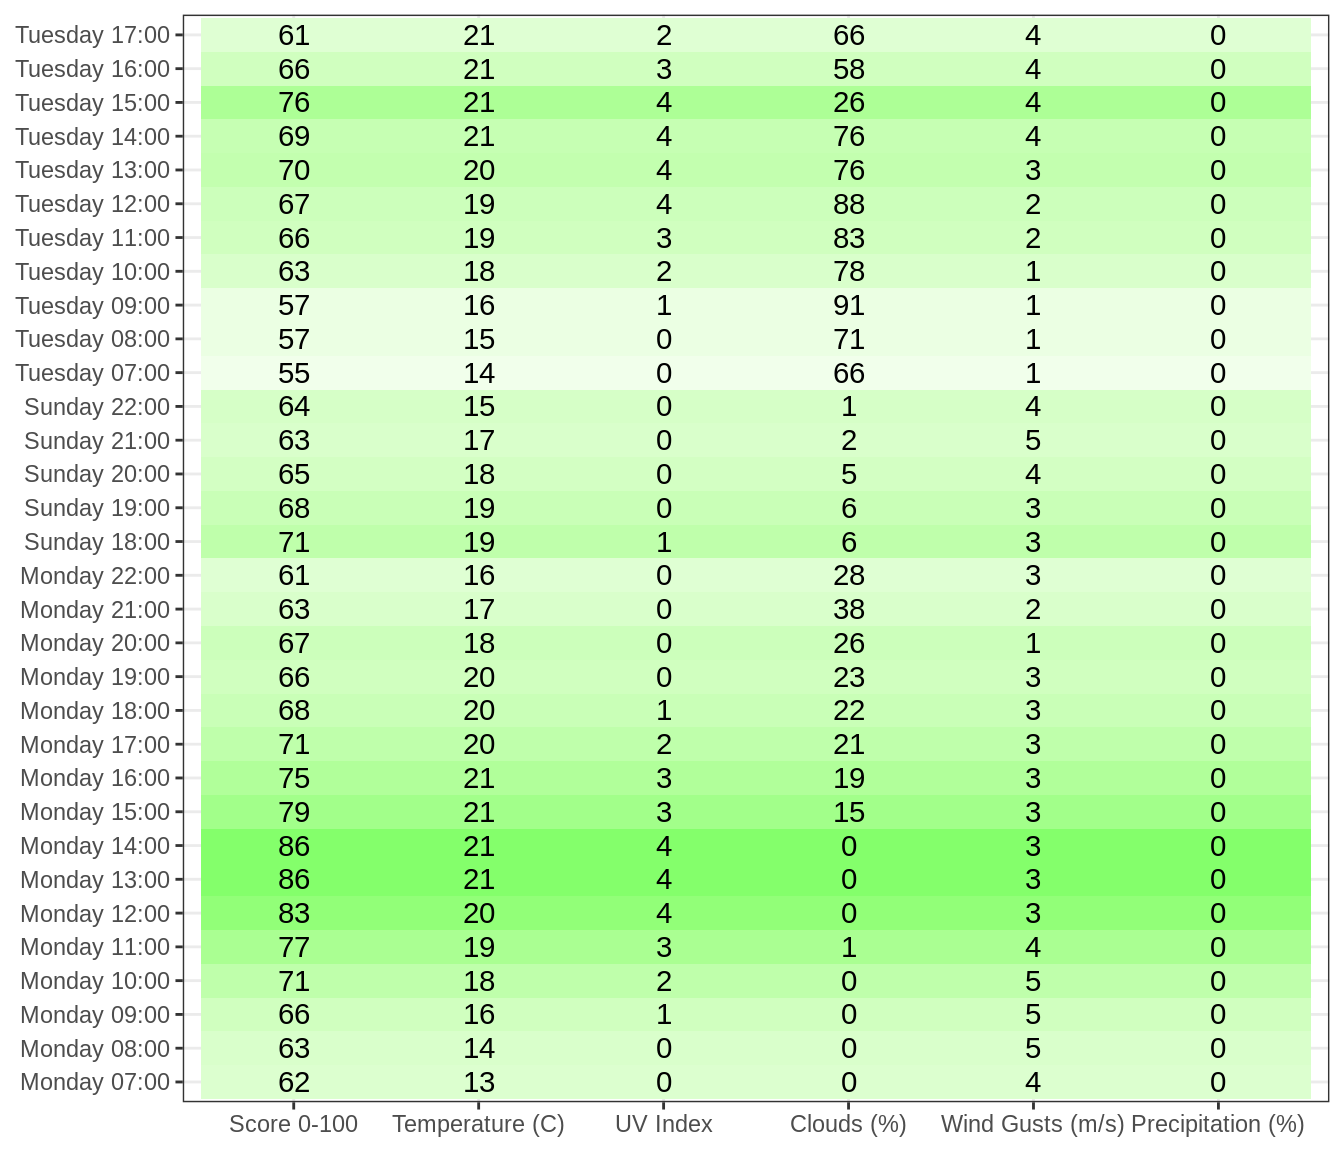 Tuesday 17:00 61 21 2 66 4 0
Tuesday 16:00 66 21 3 58 4 0
Tuesday 15:00 76 21 4 26 4 0
Tuesday 14:00 69 21 4 76 4 0
Tuesday 13:00 70 20 4 76 3 0
Tuesday 12:00 67 19 4 88 2 0
Tuesday 11:00 66 19 3 83 2 0
Tuesday 10:00 63 18 2 78 1 0
Tuesday 09:00 57 16 1 91 1 0
Tuesday 08:00 57 15 0 71 1 0
Tuesday 07:00 55 14 0 66 1 0
Sunday 22:00 64 15 0 1 4 0
Sunday 21:00 63 17 0 2 5 0
Sunday 20:00 65 18 0 5 4 0
Sunday 19:00 68 19 0 6 3 0
Sunday 18:00 71 19 1 6 3 0
Monday 22:00 61 16 0 28 3 0
Monday 21:00 63 17 0 38 2 0
Monday 20:00 67 18 0 26 1 0
Monday 19:00 66 20 0 23 3 0
Monday 18:00 68 20 1 22 3 0
Monday 17:00 71 20 2 21 3 0
Monday 16:00 75 21 3 19 3 0
Monday 15:00 79 21 3 15 3 0
Monday 14:00 86 21 4 0 3 0
Monday 13:00 86 21 4 0 3 0
Monday 12:00 83 20 4 0 3 0
Monday 11:00 77 19 3 1 4 0
Monday 10:00 71 18 2 0 5 0
Monday 09:00 66 16 1 0 5 0
Monday 08:00 63 14 0 0 5 0
Monday 07:00 62 13 0 0 4 0
Score 0-100 Temperature (C) UV Index Clouds (%) Wind Gusts (m/s) Precipitation (%)